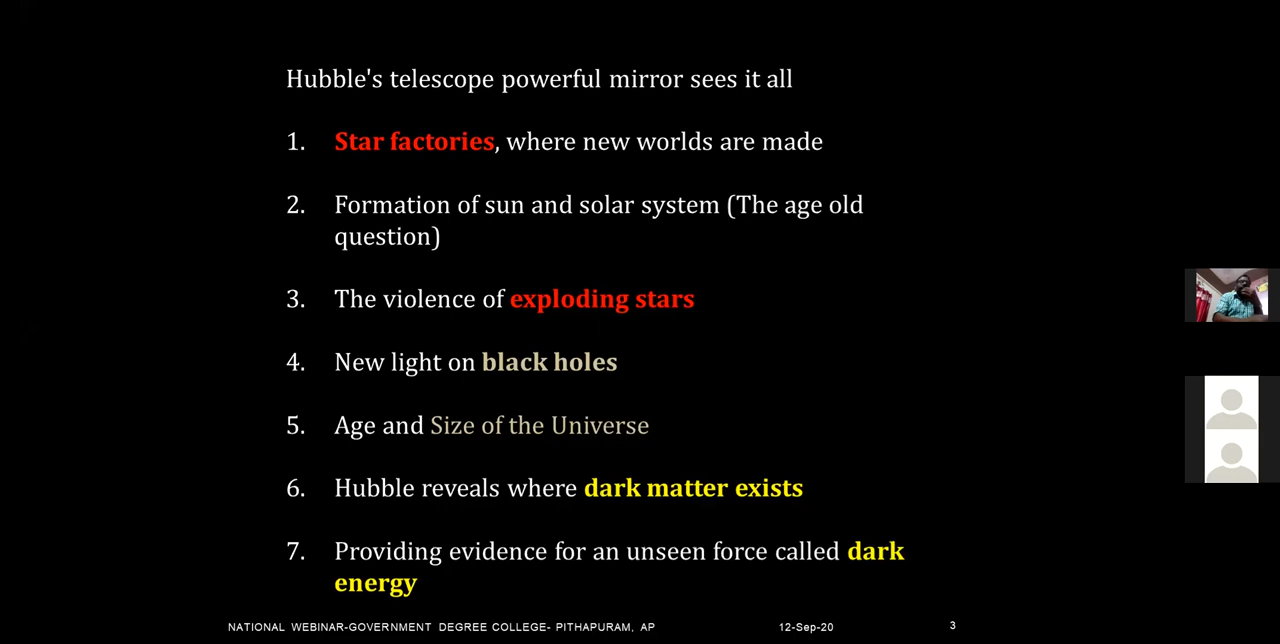 Hubble's telescope powerful mirror sees it all
1. Star factories, where new worlds are made
2. Formation of sun and solar system (The age old
question)
3. The violence of exploding stars
4. New light on black holes
5. Age and Size of the Universe
6. Hubble reveals where dark matter exists
7. Providing evidence for an unseen force called dark
energy
NATIONAL WEBINAR-GOVERNMENT DEGREE COLLEGE- PITHAPURAM, AP 12-Sep-20 3